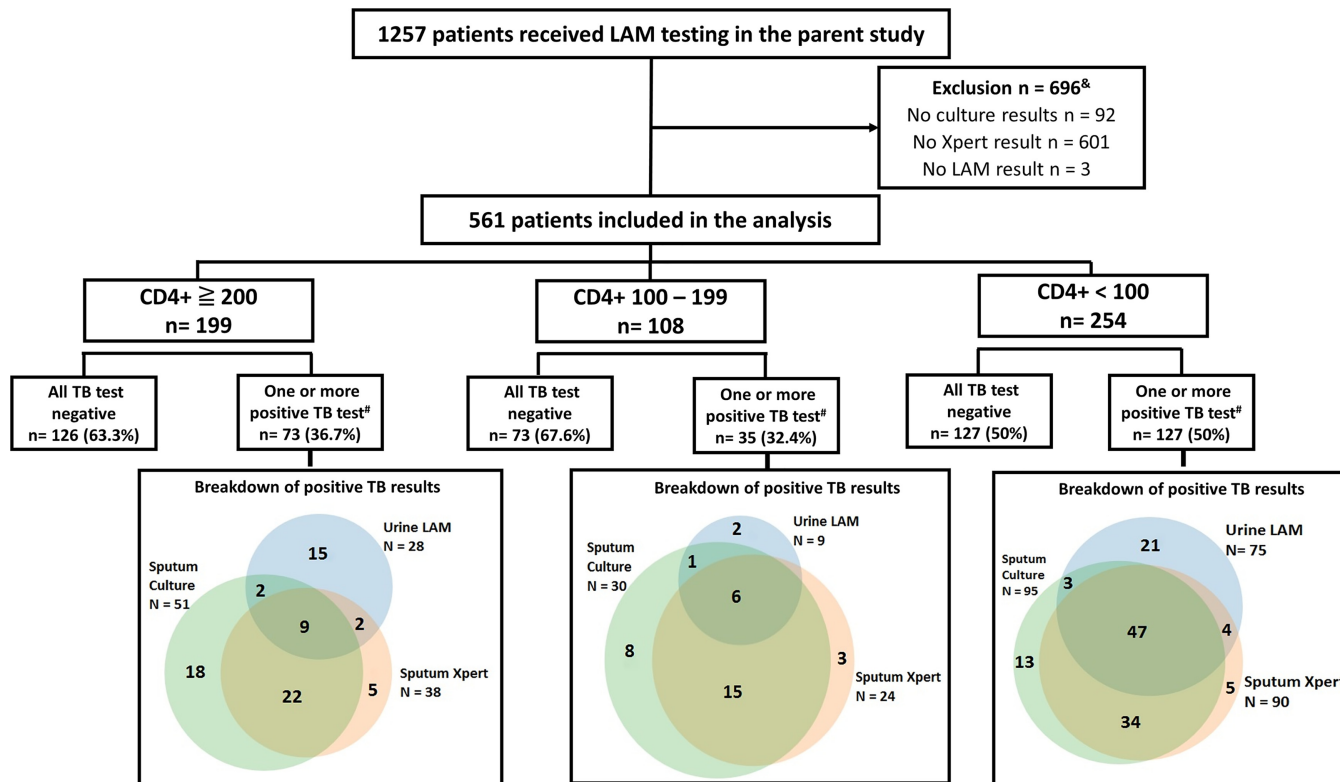 1257 patients received LAM testing in the parent study
Exclusion n = 696&
No culture results n = 92
No Xpert result n = 601
No LAM result n = 3
561 patients included in the analysis
CD4+ ≧ 200
n= 199
CD4+ 100 – 199
n= 108
CD4+ < 100
n= 254
All TB test
negative
n= 126 (63.3%)
One or more
positive TB test#
n= 73 (36.7%)
All TB test
negative
n= 73 (67.6%)
One or more
positive TB test#
n= 35 (32.4%)
All TB test
negative
n= 127 (50%)
One or more
positive TB test#
n= 127 (50%)
Breakdown of positive TB results
Urine LAM
N = 28
15
Sputum
Culture
N = 51
2
9
2
18
22
5
Sputum Xpert
N = 38
Breakdown of positive TB results
2
Urine LAM
N = 9
Sputum
Culture
N = 30
1
6
8
15
3
Sputum Xpert
N = 24
Breakdown of positive TB results
21
Urine LAM
N= 75
Sputum
Culture
N = 95
3
47
4
13
34
5
Sputum Xpert
N = 90